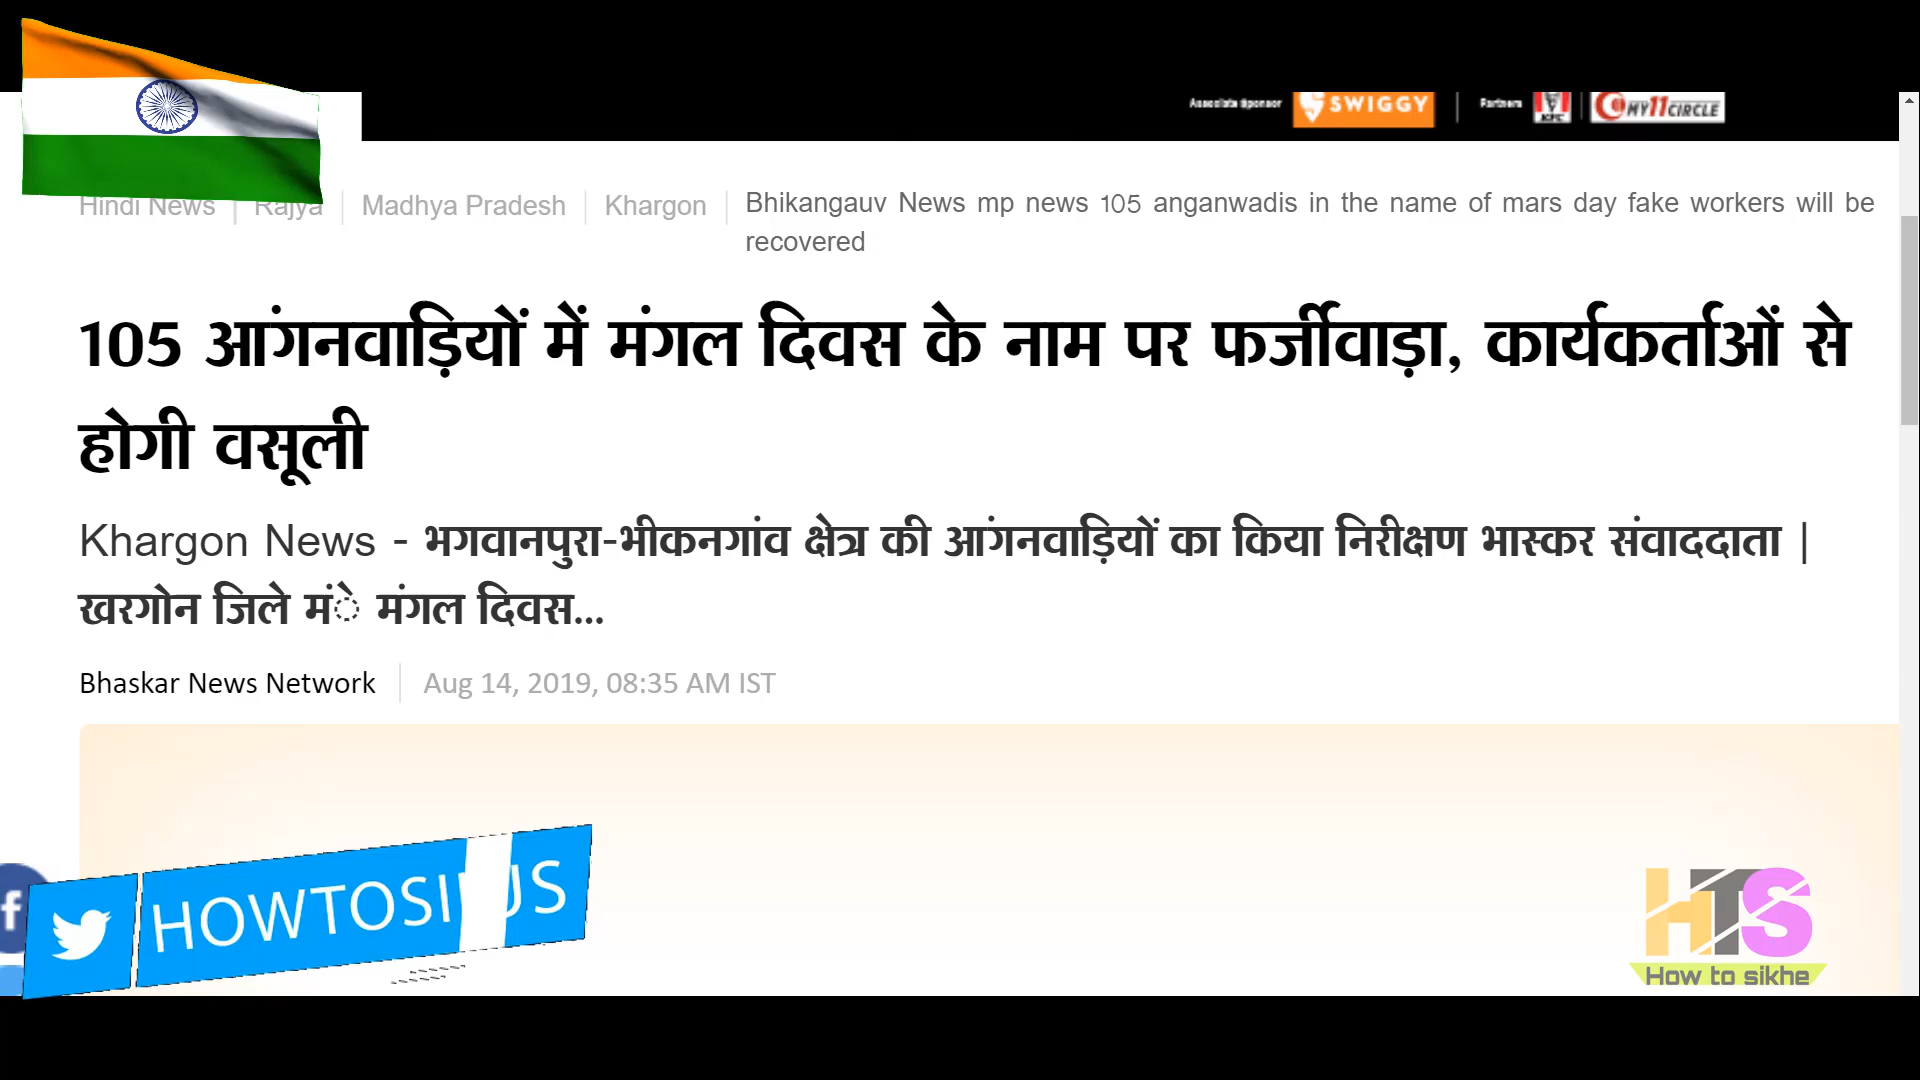 Associate Sponsor SWIGGY Partners KFC MY11CIRCLE
Hindi News Rajya Madhya Pradesh Khargon Bhikangauv News mp news 105 anganwadis in the name of mars day fake workers will be
recovered
105 आंगनवाड़ियों में मंगल दिवस के नाम पर फर्जीवाड़ा, कार्यकर्ताओं से
होगी वसूली
Khargon News - भगवानपुरा-भीकनगांव क्षेत्र की आंगनवाड़ियों का किया निरीक्षण भास्कर संवाददाता |
खरगोन जिले मंे मंगल दिवस...
Bhaskar News Network Aug 14, 2019, 08:35 AM IST
HTS
How to sikhe